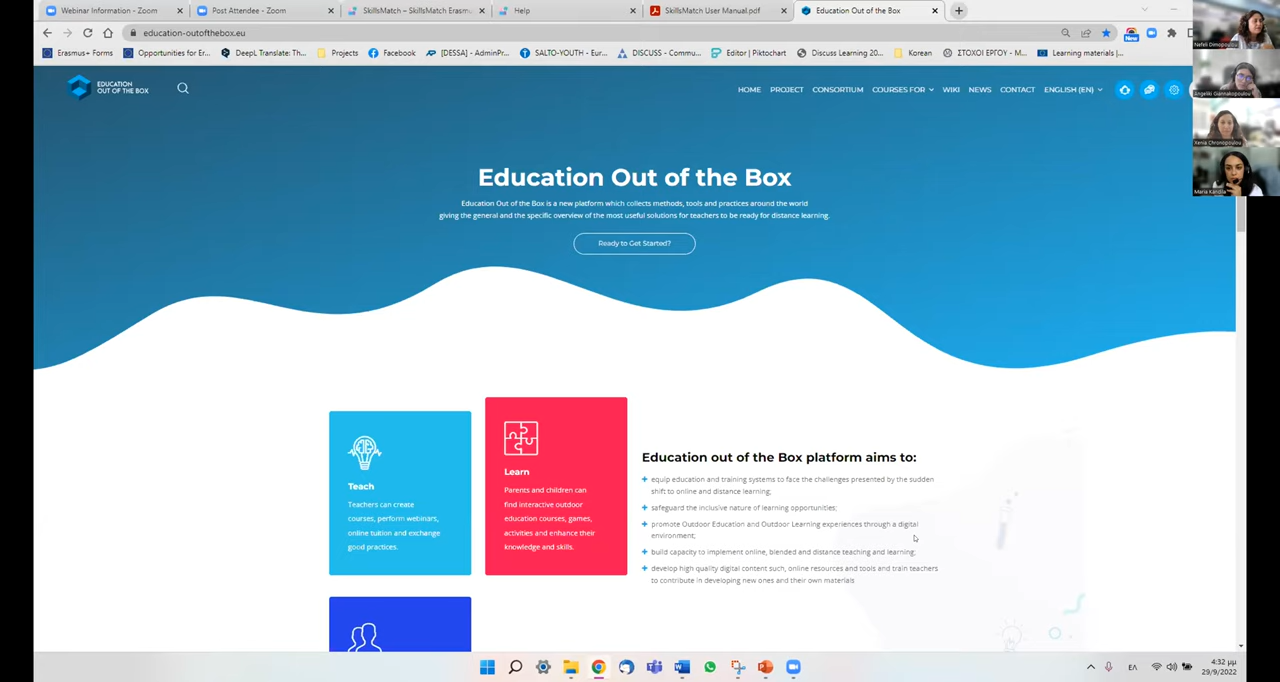 Webinar Information - Zoom
Post Attendee - Zoom
SkillsMatch – SkillsMatch Erasmu
Help
SkillsMatch User Manual.pdf
Education Out of the Box
education-outofthebox.eu
New
Erasmus+ Forms
Opportunities for Er...
DeepL Translate: Th...
Projects
Facebook
[DESSA] - AdminPr...
SALTO-YOUTH - Eur...
DISCUSS - Commu...
Editor | Piktochart
Discuss Learning 20...
Korean
ΣΤΟΧΟΙ ΕΡΓΟΥ - M...
Learning materials |...
Nefeli Dimopoulou
Angeliki Giannakopoulou
Xenia Chronopoulou
Maria Kandila
EDUCATION
OUT OF THE BOX
HOME
PROJECT
CONSORTIUM
COURSES FOR
WIKI
NEWS
CONTACT
ENGLISH (EN)
Education Out of the Box
Education Out of the Box is a new platform which collects methods, tools and practices around the world
giving the general and the specific overview of the most useful solutions for teachers to be ready for distance learning.
Ready to Get Started?
Teach
Teachers can create
courses, perform webinars,
online tuition and exchange
good practices.
Learn
Parents and children can
find interactive outdoor
education courses, games,
activities and enhance their
knowledge and skills.
Education out of the Box platform aims to:
equip education and training systems to face the challenges presented by the sudden
shift to online and distance learning;
safeguard the inclusive nature of learning opportunities;
promote Outdoor Education and Outdoor Learning experiences through a digital
environment;
build capacity to implement online, blended and distance teaching and learning,
develop high quality digital content such, online resources and tools and train teachers
to contribute in developing new ones and their own materials
ΕΛ
4:32 μμ
29/9/2022